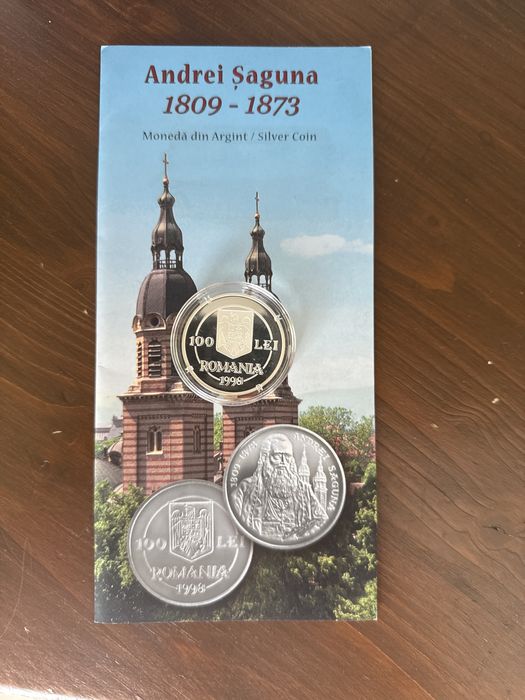 Andrei Șaguna
1809 - 1873
Monedă din Argint / Silver Coin
100 LEI
ROMANIA
1998
1809-1873 ANDREI ȘAGUNA
100 LEI
ROMANIA
1998